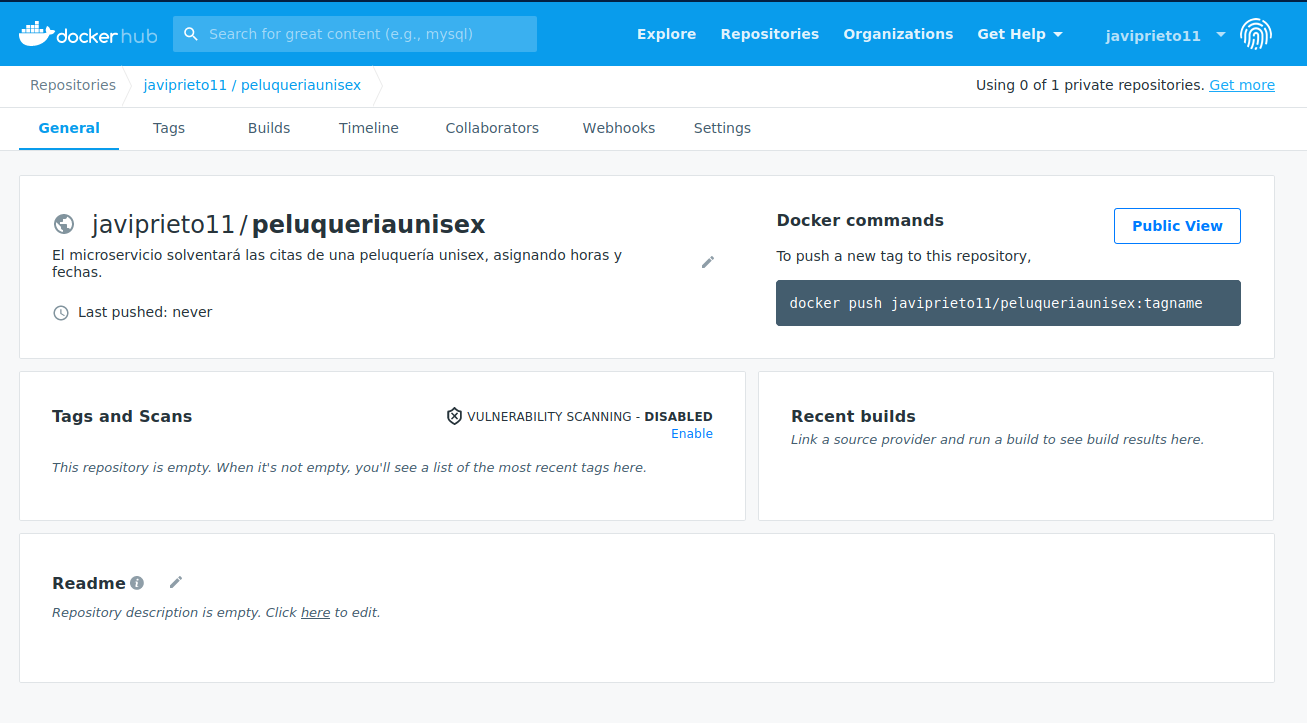 dockerhub Search for great content (e.g., mysql) Explore Repositories Organizations Get Help javiprieto11
Repositories javiprieto11 / peluqueriaunisex Using 0 of 1 private repositories. Get more
General Tags Builds Timeline Collaborators Webhooks Settings
javiprieto11 / peluqueriaunisex
El microservicio solventará las citas de una peluquería unisex, asignando horas y
fechas.
Last pushed: never
Docker commands
Public View
To push a new tag to this repository,
docker push javiprieto11/peluqueriaunisex:tagname
Tags and Scans
VULNERABILITY SCANNING - DISABLED
Enable
This repository is empty. When it's not empty, you'll see a list of the most recent tags here.
Recent builds
Link a source provider and run a build to see build results here.
Readme
Repository description is empty. Click here to edit.